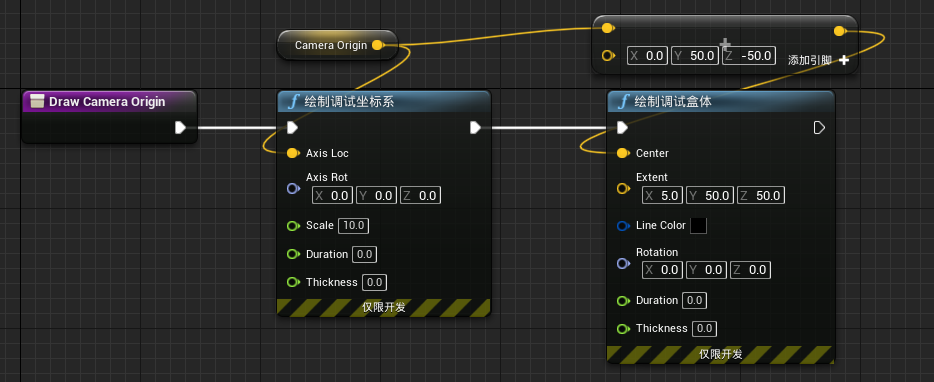 Camera Origin
X 0.0 Y 50.0 Z -50.0
添加引脚 +
Draw Camera Origin
绘制调试坐标系
Axis Loc
Axis Rot
X 0.0 Y 0.0 Z 0.0
Scale 10.0
Duration 0.0
Thickness 0.0
仅限开发
绘制调试盒体
Center
Extent
X 5.0 Y 50.0 Z 50.0
Line Color
Rotation
X 0.0 Y 0.0 Z 0.0
Duration 0.0
Thickness 0.0
仅限开发